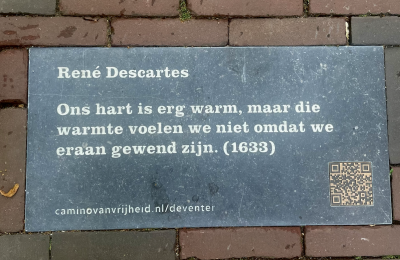 René Descartes
Ons hart is erg warm, maar die
warmte voelen we niet omdat we
eraan gewend zijn. (1633)
caminovanvrijheid.nl/deventer